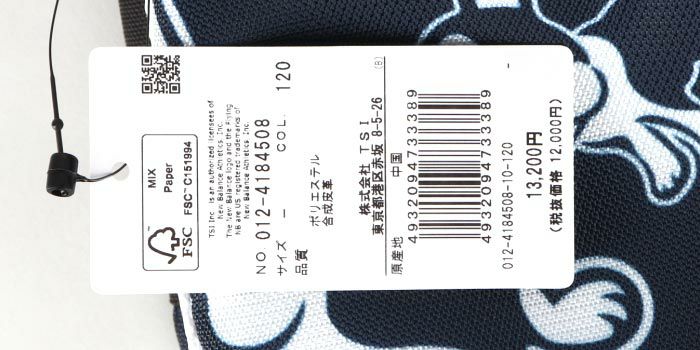 MIX
Paper
FSC™ C151994
FSC
TSI Inc. is an authorized licensees of
New Balance Athletics Inc.
The New Balance logo and the Flying
NB are US registered trademarks of
New Balance Athletics, Inc.
NO. 012-4184508
サイズ － COL. 120
品質 ポリエステル
合成皮革
株式会社 TSI
東京都港区赤坂 8-5-26
原産地 中国
(B)
4932094733389
4932094733389
012-4184508-10-120 -
13,200円
(税抜価格 12,000円)